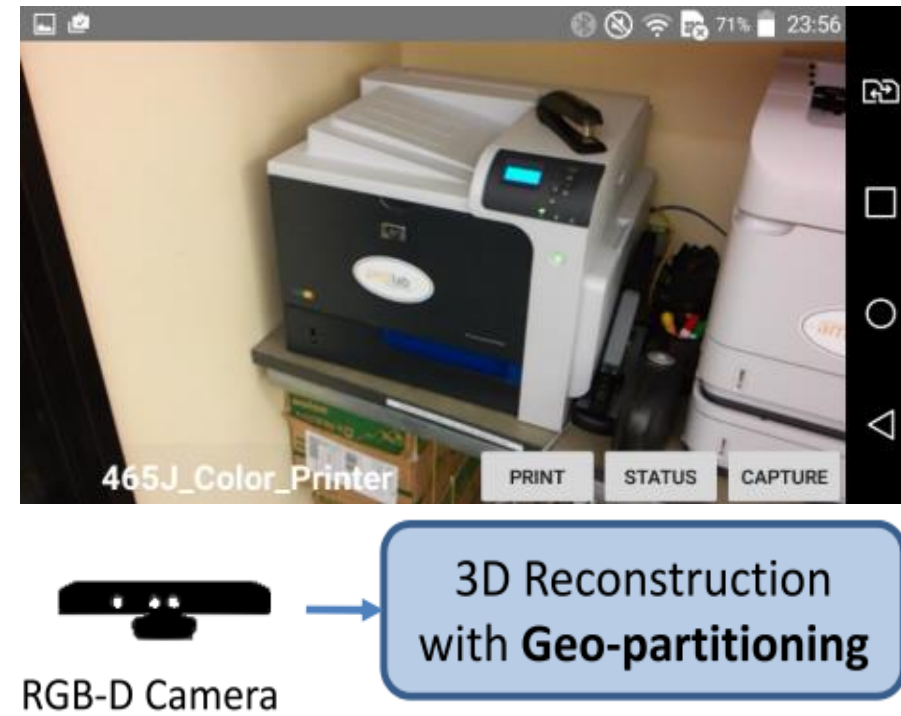 71% 23:56
465J_Color_Printer
PRINT STATUS CAPTURE
3D Reconstruction
with Geo-partitioning
RGB-D Camera